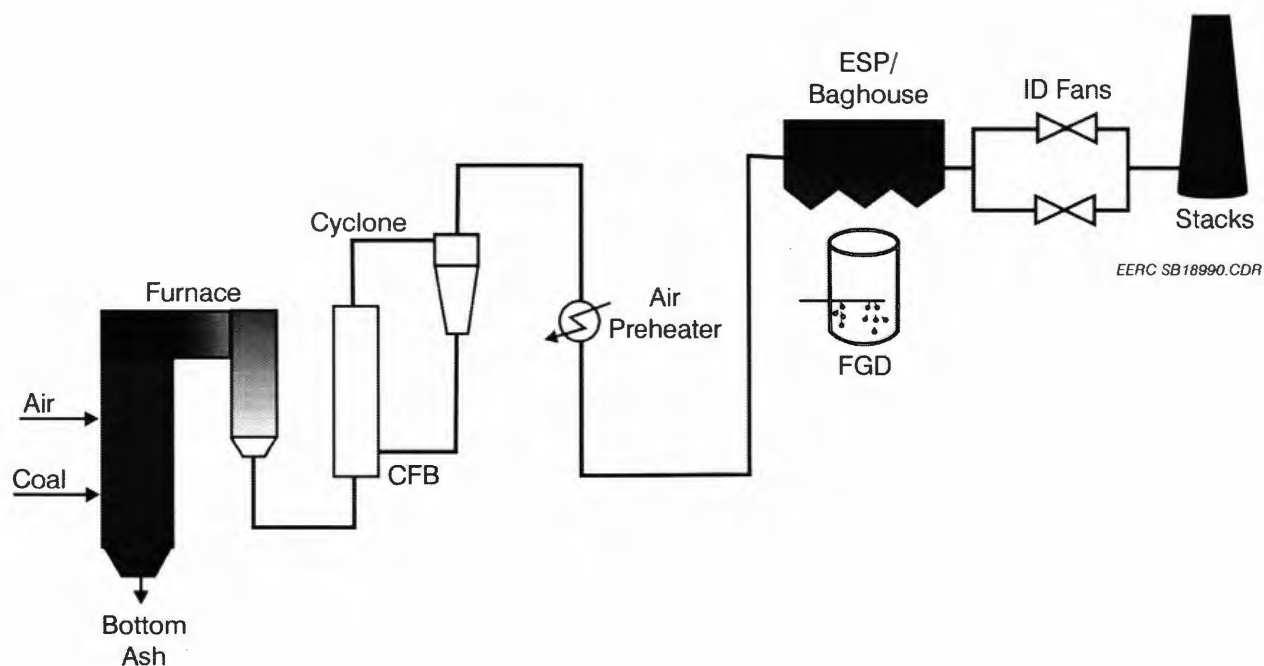 ESP/
Baghouse
ID Fans
Cyclone
Stacks
EERC SB18990.CDR
Furnace
Air
Preheater
FGD
Air
CFB
Coal
Bottom
Ash